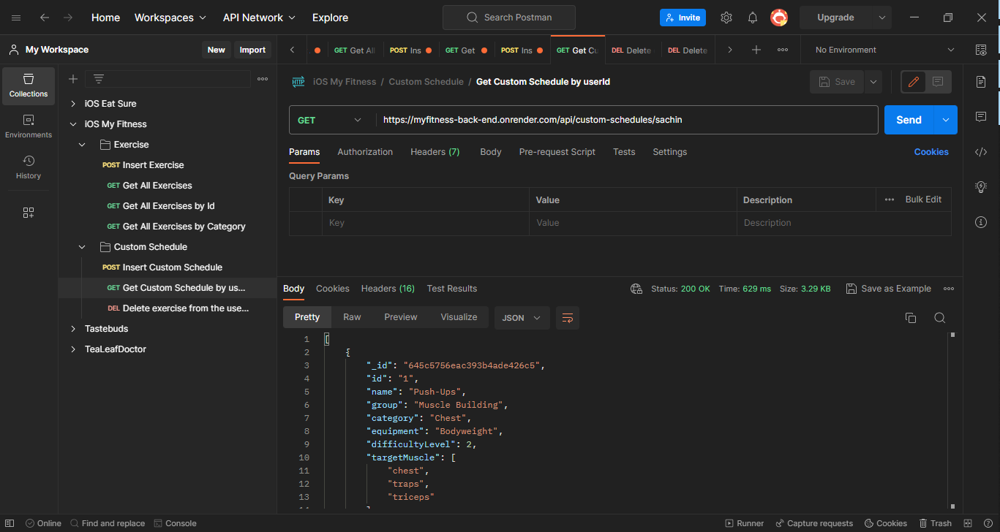 Home Workspaces API Network Explore Search Postman Invite Upgrade
My Workspace New Import GET Get All POST Ins GET Get POST Ins GET Get Cu DEL Delete DEL Delete No Environment
Collections
Environments
History
iOS Eat Sure
iOS My Fitness
Exercise
POST Insert Exercise
GET Get All Exercises
GET Get All Exercises by Id
GET Get All Exercises by Category
Custom Schedule
POST Insert Custom Schedule
GET Get Custom Schedule by us...
DEL Delete exercise from the use...
Tastebuds
TeaLeafDoctor
HTTP iOS My Fitness / Custom Schedule / Get Custom Schedule by userId Save
GET https://myfitness-back-end.onrender.com/api/custom-schedules/sachin Send
Params Authorization Headers (7) Body Pre-request Script Tests Settings Cookies
Query Params
Key Value Description Bulk Edit
Key Value Description
Body Cookies Headers (16) Test Results Status: 200 OK Time: 629 ms Size: 3.29 KB Save as Example
Pretty Raw Preview Visualize JSON
1 [
2 {
3 "_id": "645c5756eac393b4ade426c5",
4 "id": "1",
5 "name": "Push-Ups",
6 "group": "Muscle Building",
7 "category": "Chest",
8 "equipment": "Bodyweight",
9 "difficultyLevel": 2,
10 "targetMuscle": [
11 "chest",
12 "traps",
13 "triceps"
Online Find and replace Console Runner Capture requests Cookies Trash